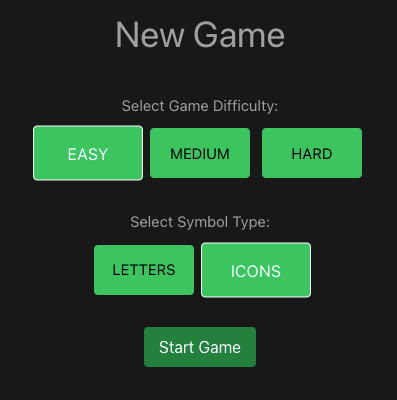 New Game
Select Game Difficulty:
EASY MEDIUM HARD
Select Symbol Type:
LETTERS ICONS
Start Game